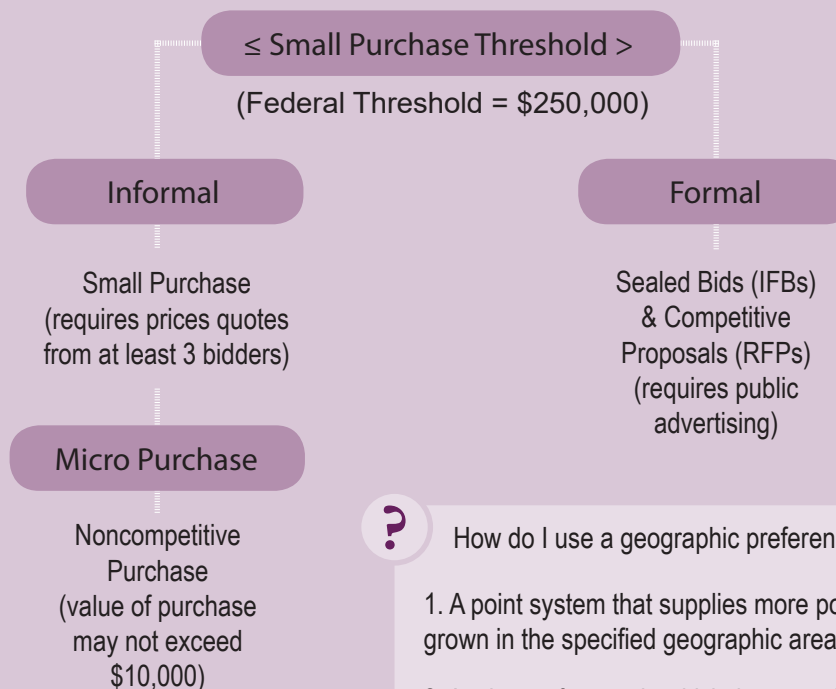 ≤ Small Purchase Threshold >
(Federal Threshold = $250,000)
Informal
Small Purchase
(requires prices quotes
from at least 3 bidders)
Micro Purchase
Noncompetitive
Purchase
(value of purchase
may not exceed
$10,000)
Formal
Sealed Bids (IFBs)
& Competitive
Proposals (RFPs)
(requires public
advertising)
?
How do I use a geographic
1. A point system that supplies more
grown in the specified geographic area